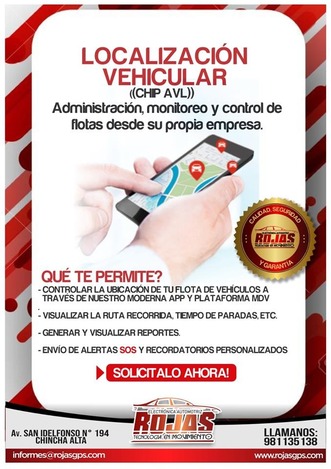 LOCALIZACIÓN
VEHICULAR
((CHIP AVL))
Administración, monitoreo y control de
flotas desde su propia empresa.
CALIDAD, SEGURIDAD
ROJAS
Y GARANTIA
QUÉ TE PERMITE?
- CONTROLAR LA UBICACIÓN DE TU FLOTA DE VEHÍCULOS A
TRAVÉS DE NUESTRO MODERNA APP Y PLATAFORMA MDV
.
- VISUALIZAR LA RUTA RECORRIDA, TIEMPO DE PARADAS, ETC.
- GENERAR Y VISUALIZAR REPORTES.
- ENVÍO DE ALERTAS SOS Y RECORDATORIOS PERSONALIZADOS
SOLICITALO AHORA!
ELECTRÓNICA AUTOMOTRIZ
ROJAS
TECNOLOGÍA EN MOVIMIENTO
Av. SAN IDELFONSO N° 194
CHINCHA ALTA
LLAMANOS:
981135138
informes@rojasgps.com
www.rojasgps.com